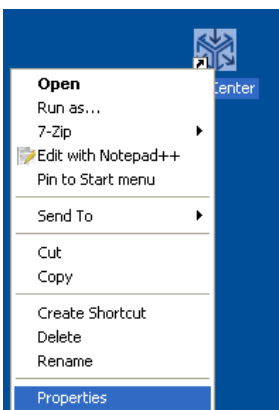 Center
Open
Run as...
7-Zip
Edit with Notepad++
Pin to Start menu
Send To
Cut
Copy
Create Shortcut
Delete
Rename
Properties